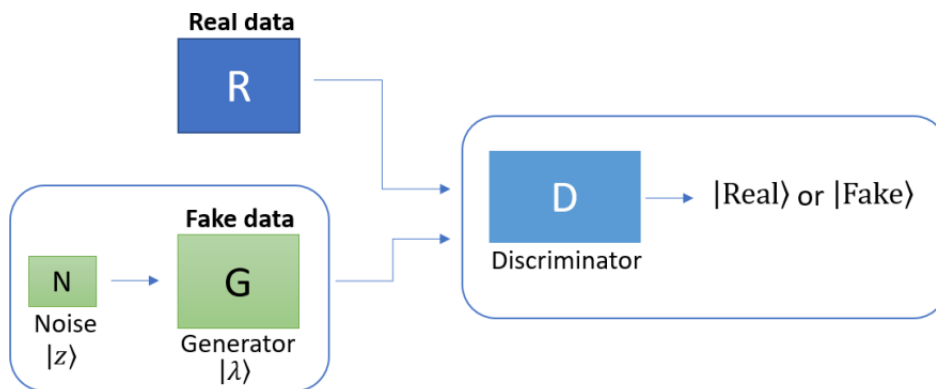 Real data
R
Fake data
N
Noise
|z⟩
G
Generator
|λ⟩
D
Discriminator
|Real⟩ or |Fake⟩